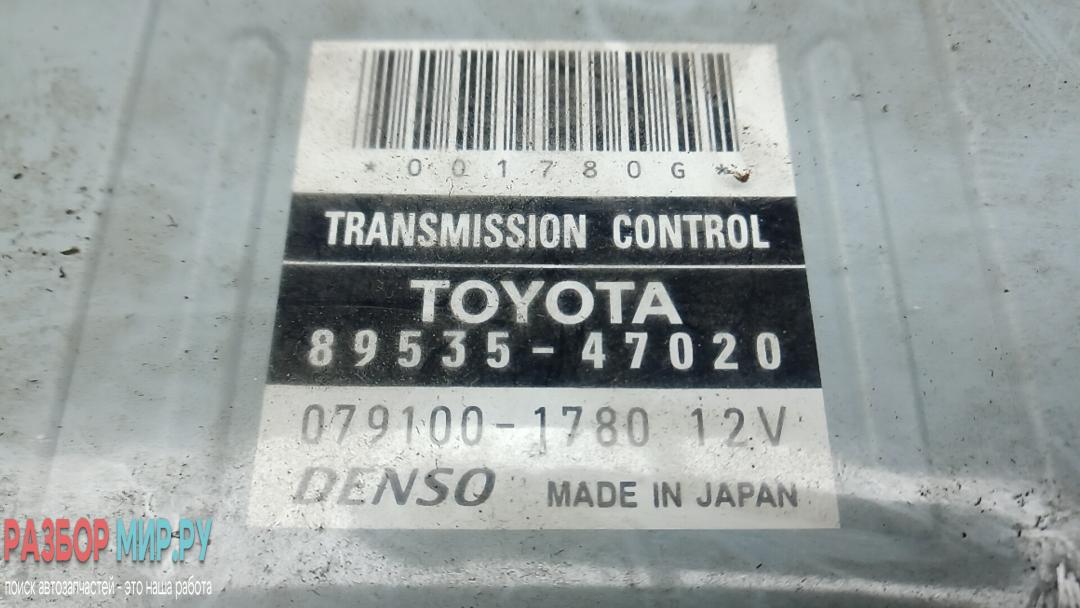 *001780G*
TRANSMISSION CONTROL
TOYOTA
89535-47020
079100-1780 12V
DENSO MADE IN JAPAN
РАЗБОР МИР.РУ
поиск автозапчастей - это наша работа